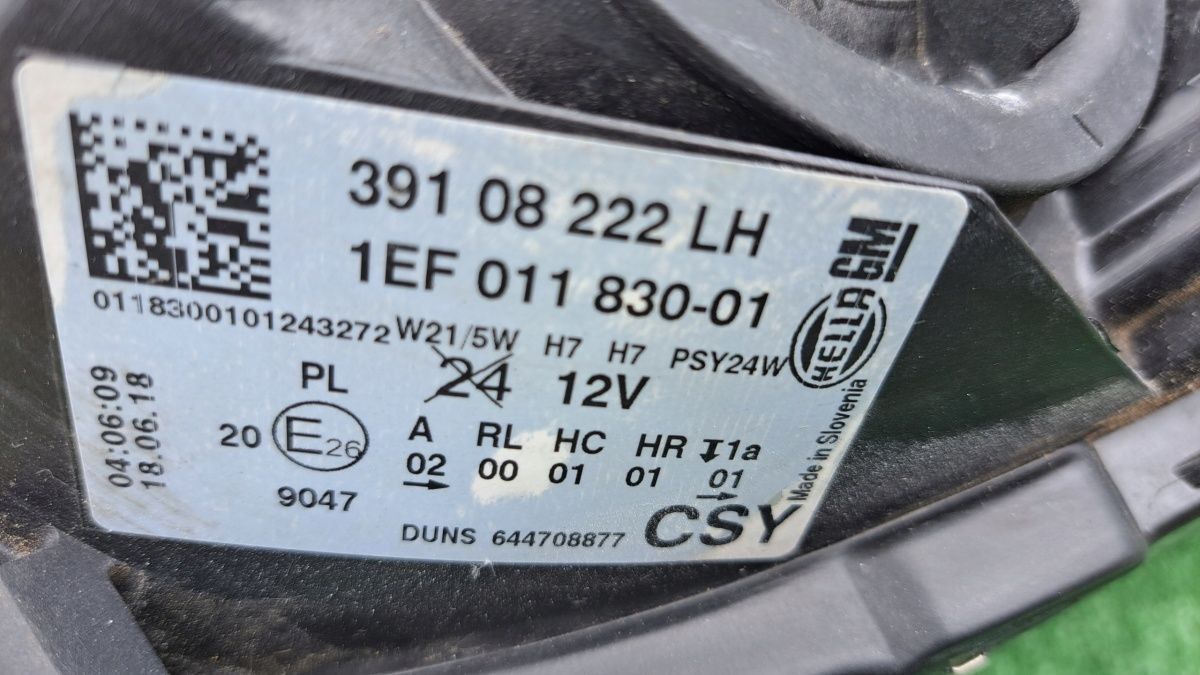 391 08 222 LH
1EF 011 830-01
GM
HELLA
0118300101243272
W21/5W H7 H7 PSY24W
24 12V
PL
20 E26
9047
A RL HC HR 1a
02 00 01 01 01
04:06:09
18.06.18
Made in Slovenia
DUNS 644708877
CSY